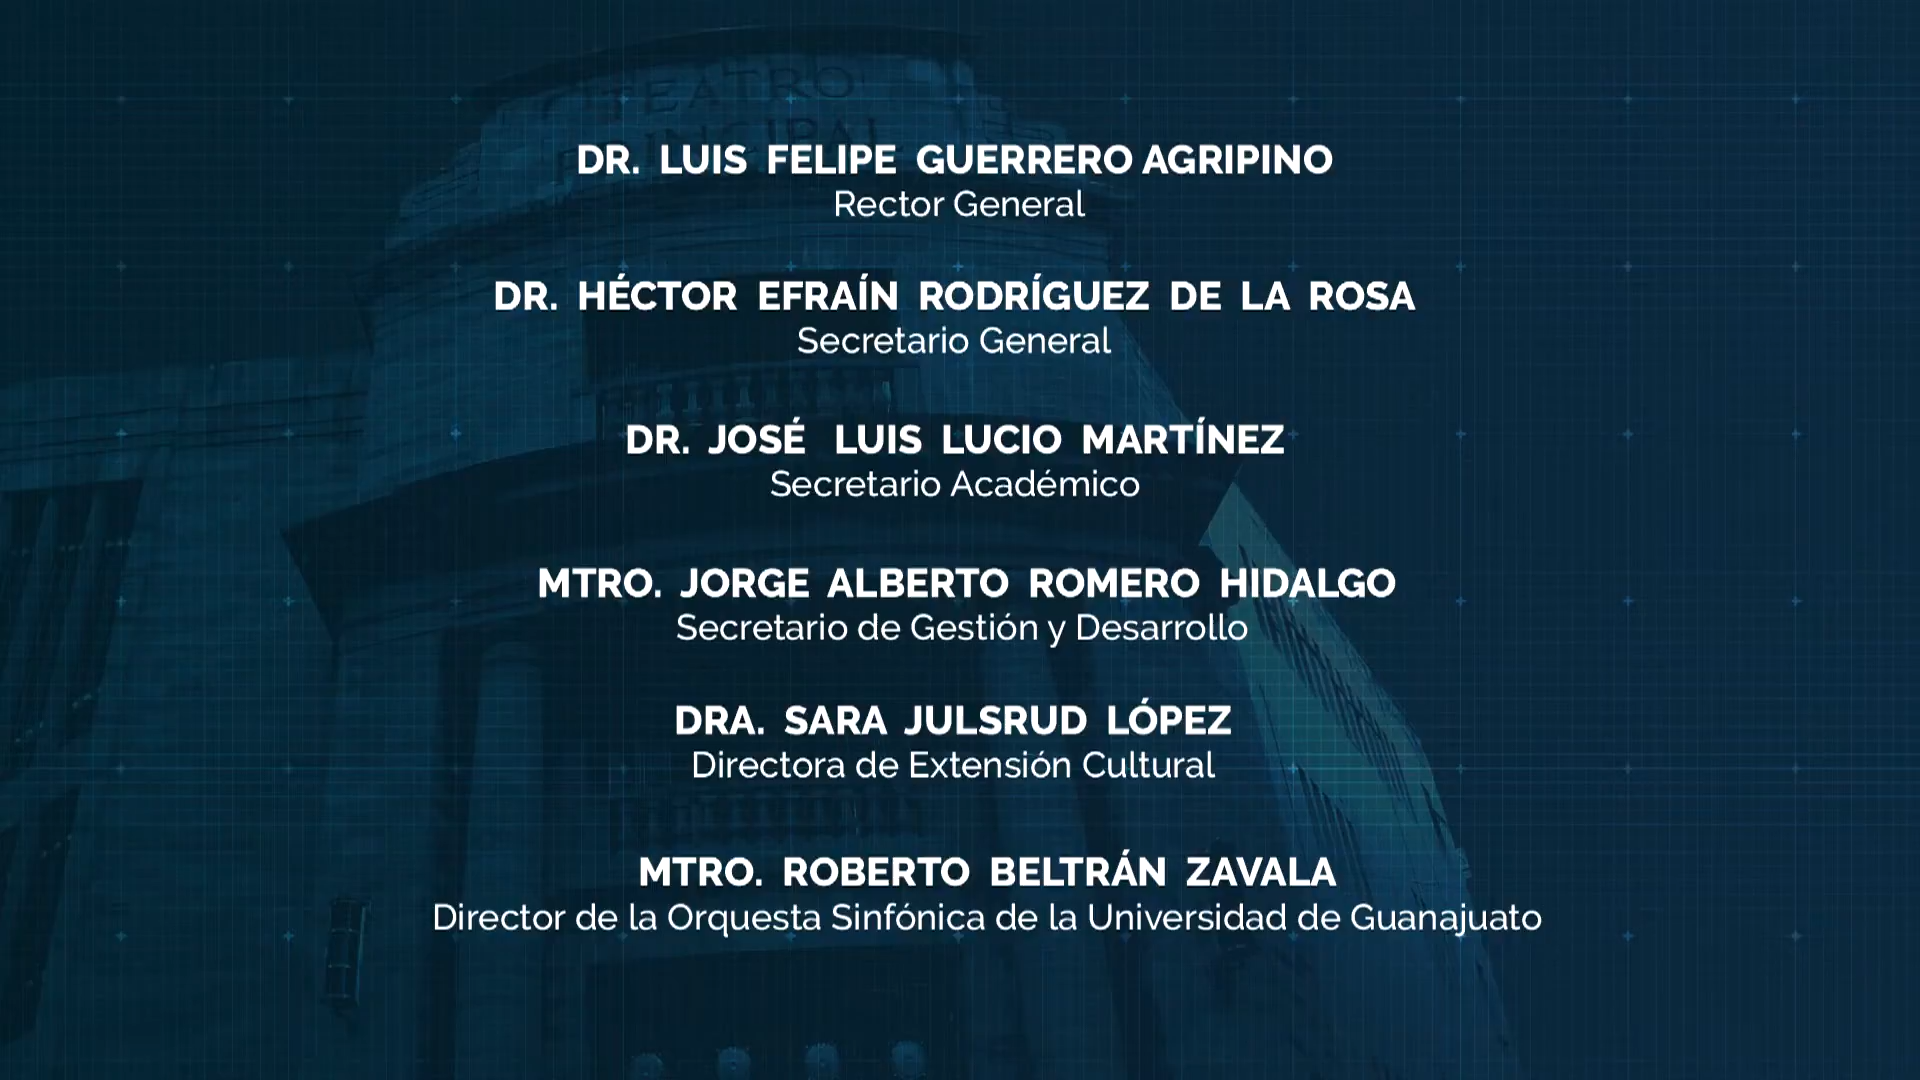 TEATRO
PRINCIPAL
DR. LUIS FELIPE GUERRERO AGRIPINO
Rector General
DR. HÉCTOR EFRAÍN RODRÍGUEZ DE LA ROSA
Secretario General
DR. JOSÉ LUIS LUCIO MARTÍNEZ
Secretario Académico
MTRO. JORGE ALBERTO ROMERO HIDALGO
Secretario de Gestión y Desarrollo
DRA. SARA JULSRUD LÓPEZ
Directora de Extensión Cultural
MTRO. ROBERTO BELTRÁN ZAVALA
Director de la Orquesta Sinfónica de la Universidad de Guanajuato